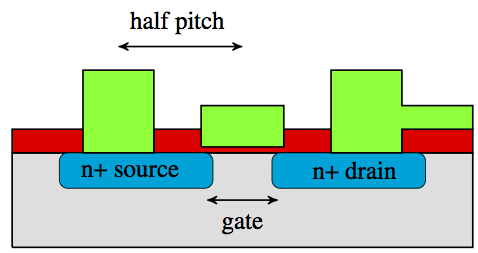 half pitch
n+ source
n+ drain
gate